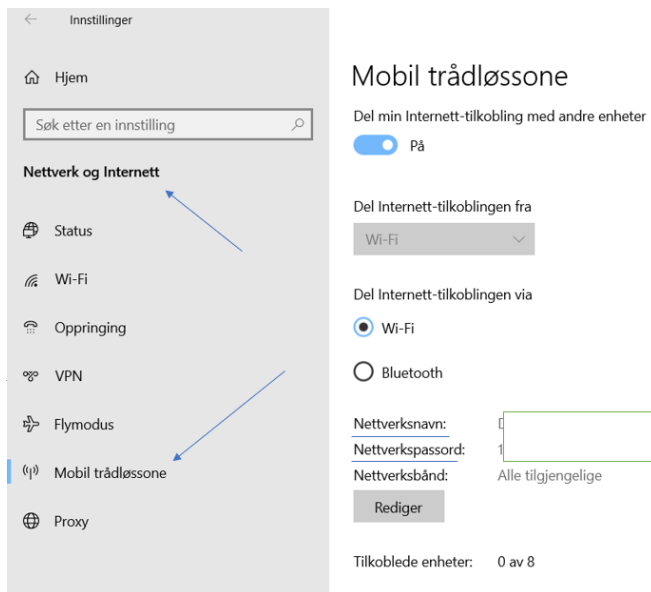 Innstillinger
Hjem
Søk etter en innstilling
Nettverk og Internett
Status
Wi-Fi
Oppringing
VPN
Flymodus
Mobil trådløssone
Proxy
Mobil trådløssone
Del min Internett-tilkobling med andre enheter
På
Del Internett-tilkoblingen fra
Wi-Fi
Del Internett-tilkoblingen via
Wi-Fi
Bluetooth
Nettverksnavn:
Nettverkspassord: 1
Nettverksbånd: Alle tilgjengelige
Rediger
Tilkoblede enheter: 0 av 8